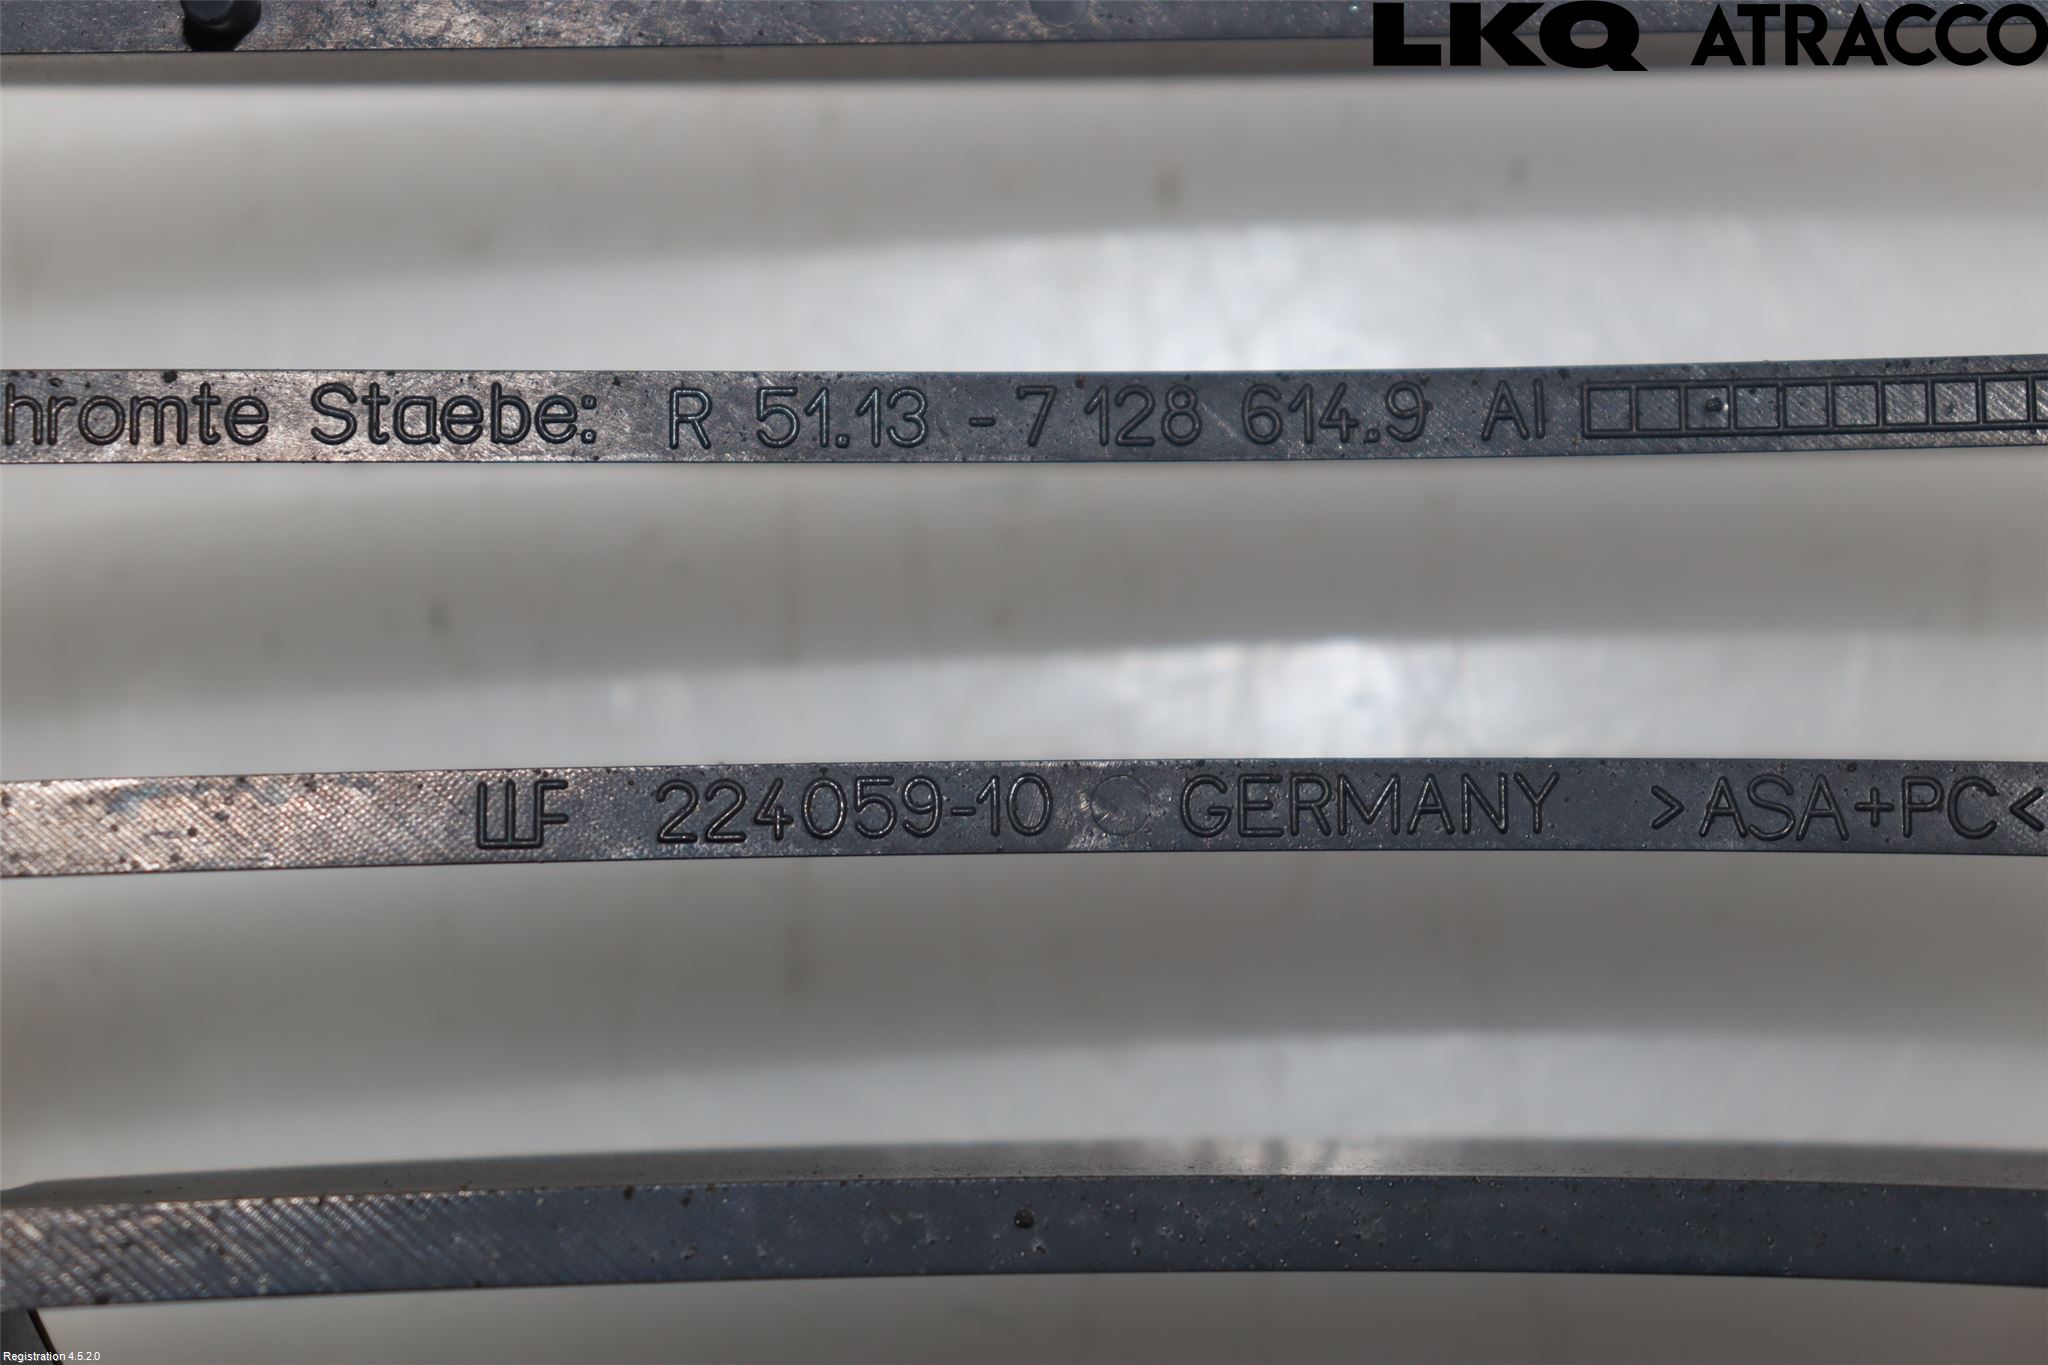 LKQ ATRACCO
hromte Staebe: R 51.13 - 7 128 614.9 AI
LLF 224059-10 GERMANY >ASA+PC<
Registration 4.5.2.0